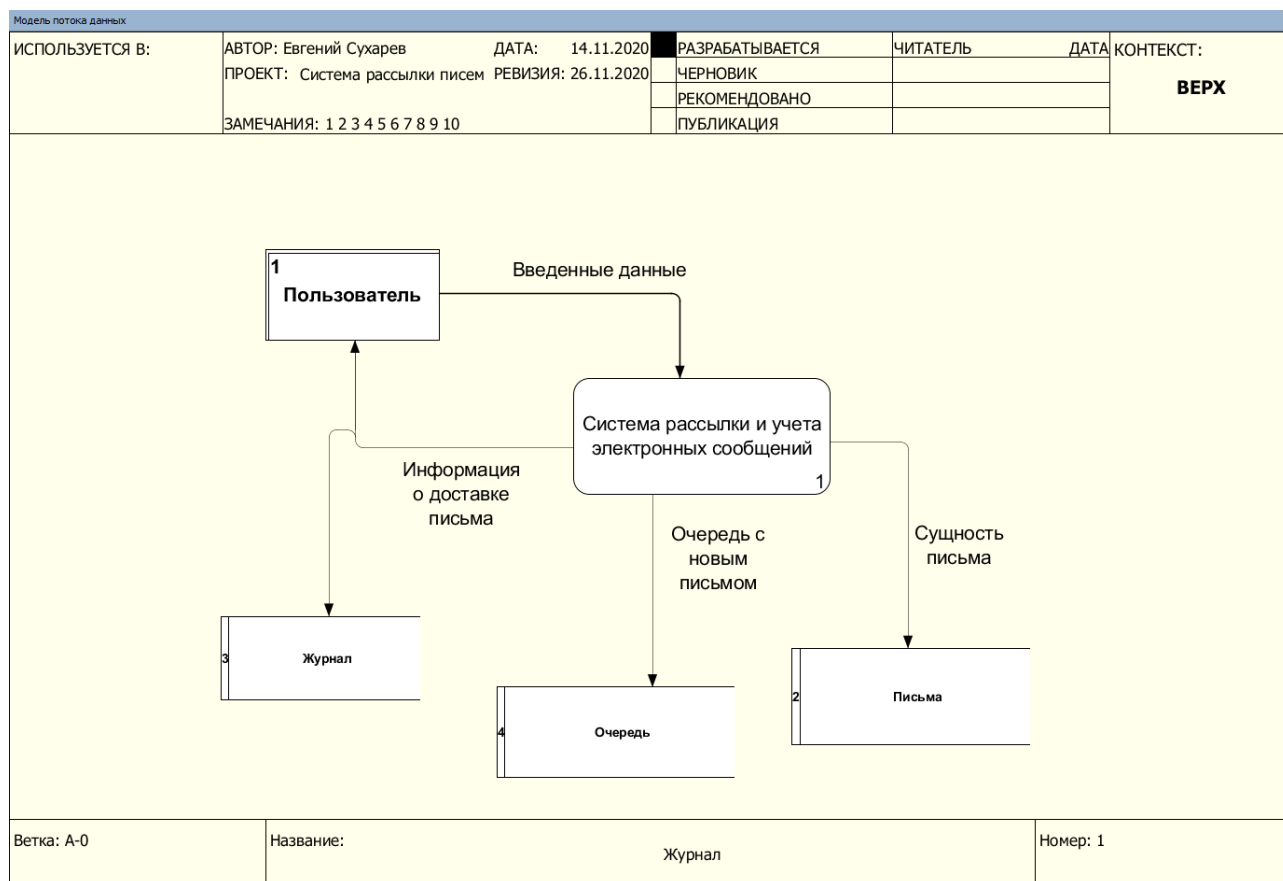 Модель потока данных
ИСПОЛЬЗУЕТСЯ В:
АВТОР: Евгений Сухарев
ДАТА: 14.11.2020
ПРОЕКТ: Система рассылки писем
РЕВИЗИЯ: 26.11.2020
ЗАМЕЧАНИЯ: 1 2 3 4 5 6 7 8 9 10
РАЗРАБАТЫВАЕТСЯ
ЧЕРНОВИК
РЕКОМЕНДОВАНО
ПУБЛИКАЦИЯ
ЧИТАТЕЛЬ
ДАТА
КОНТЕКСТ:
ВЕРХ
1
Пользователь
Введенные данные
Система рассылки и учета
электронных сообщений
1
Информация
о доставке
письма
Очередь с
новым
письмом
Сущность
письма
3
Журнал
4
Очередь
2
Письма
Ветка: A-0
Название:
Журнал
Номер: 1